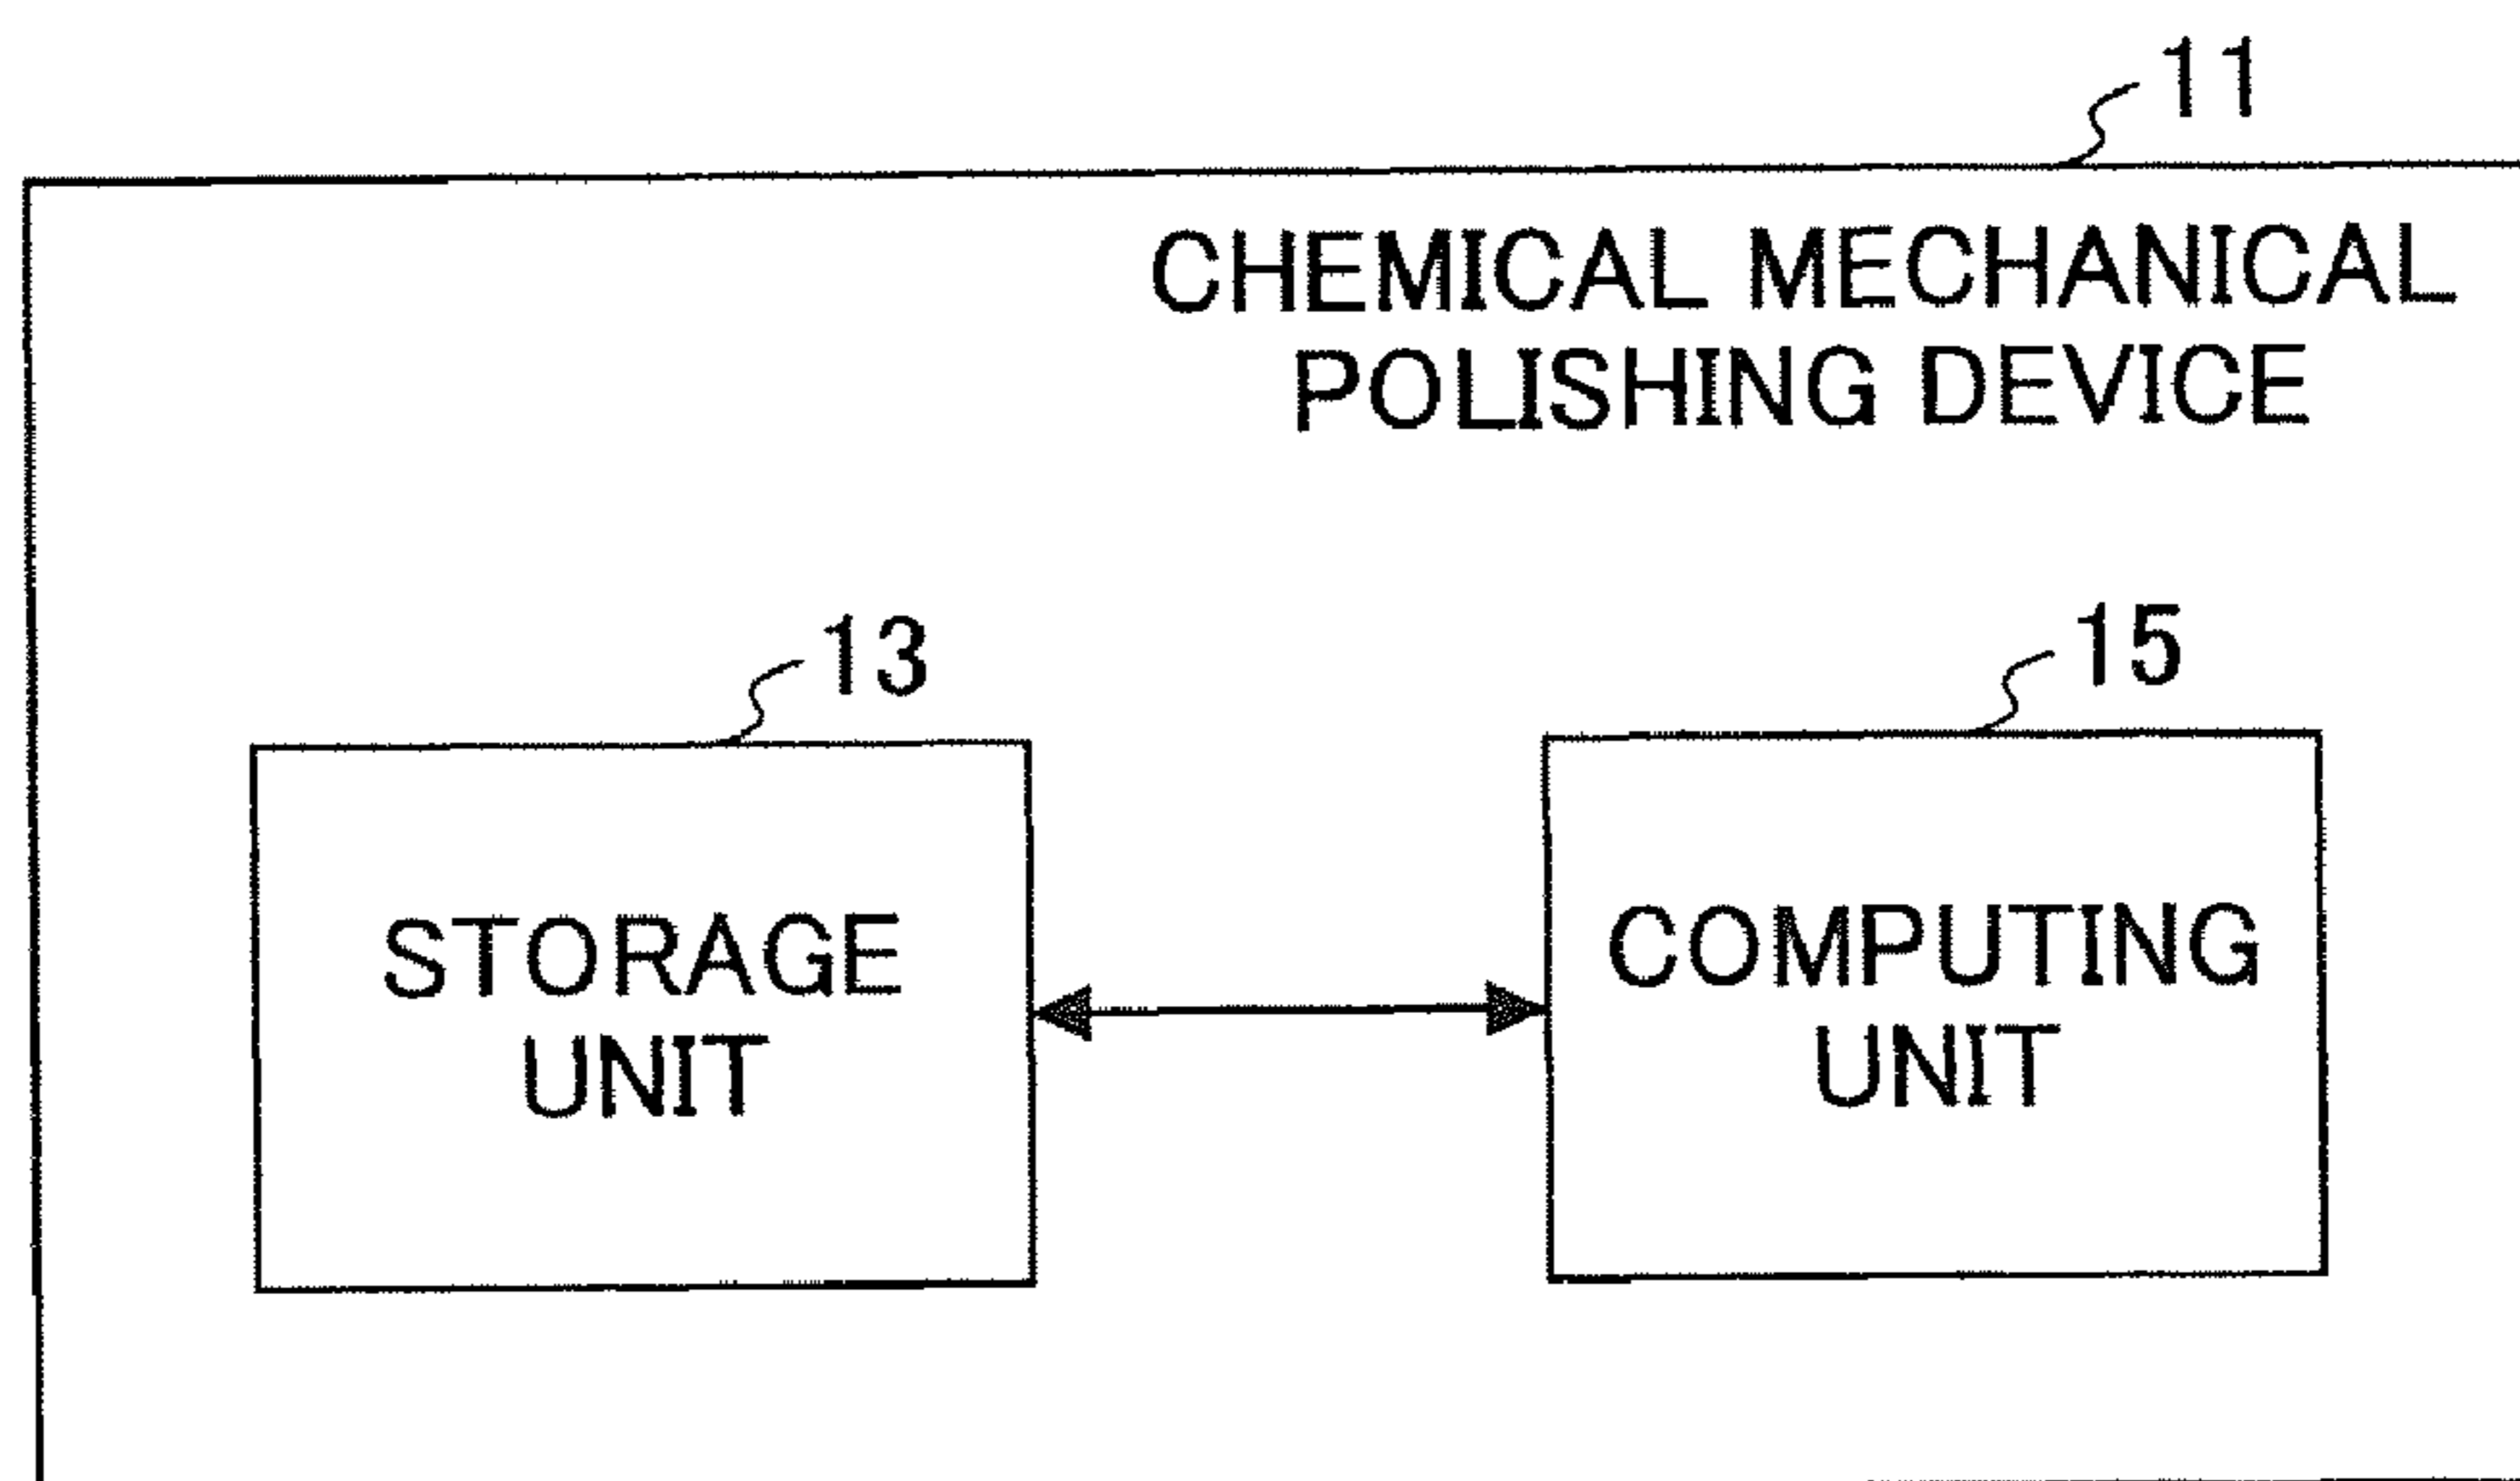 11
CHEMICAL MECHANICAL
POLISHING DEVICE
13
15
STORAGE
UNIT
COMPUTING
UNIT